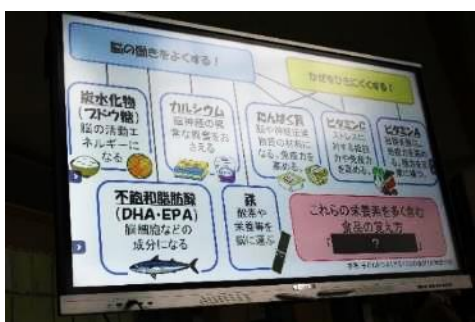 脳の働きをよくする!
かぜをひきにくくする!
炭水化物
(ブドウ糖)
脳の活動エ
ネルギーに
なる
カルシウム
脳神経の異
常な興奮をお
さえる
たんぱく質
脳や神経伝達
物質の材料に
なる。免疫力を
高める。
ビタミンC
ストレスに
対する抵抗
力や免疫力
を高める。
ビタミンA
不飽和脂肪酸
(DHA・EPA)
脳細胞などの
成分になる
鉄
酸素や
栄養等を
脳に運ぶ
これらの栄養素を多く含む
食品の覚え方
「 ? 」